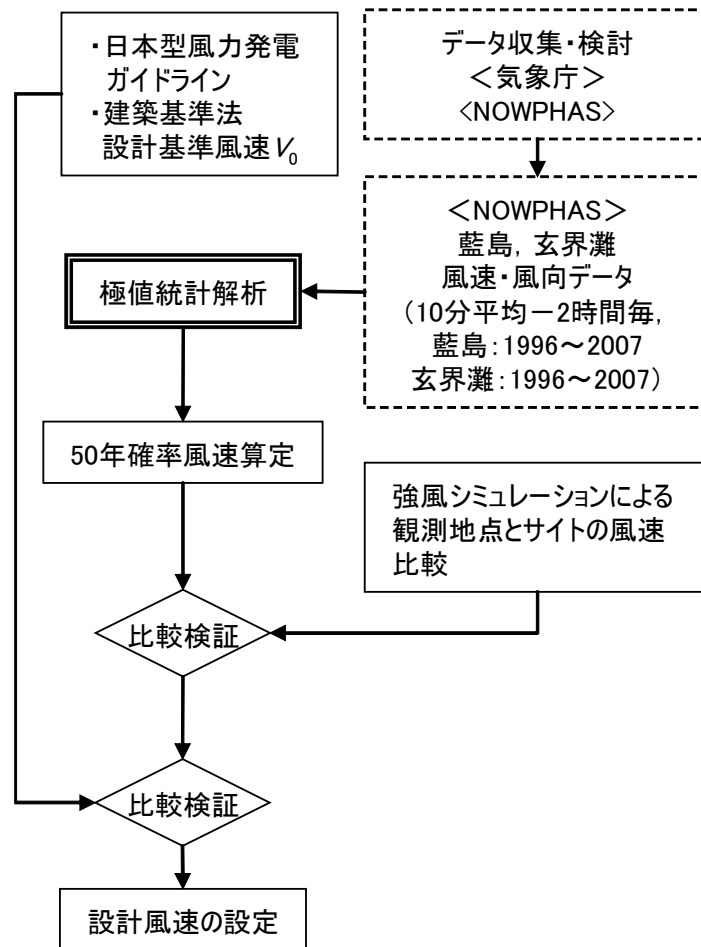 ・日本型風力発電
ガイドライン
・建築基準法
設計基準風速V₀
データ収集・検討
＜気象庁＞
<NOWPHAS>
＜NOWPHAS＞
藍島, 玄界灘
風速・風向データ
（10分平均－2時間毎,
藍島：1996～2007
玄界灘：1996～2007）
極値統計解析
50年確率風速算定
強風シミュレーションによる
観測地点とサイトの風速
比較
比較検証
比較検証
設計風速の設定